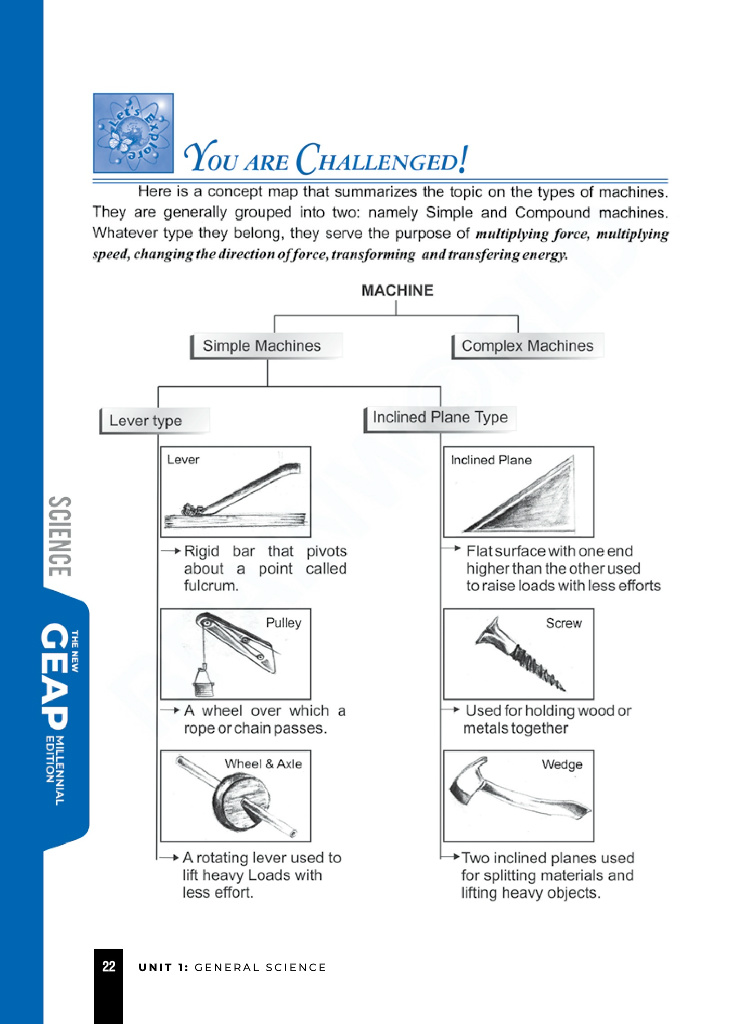 Let's Explore
YOU ARE CHALLENGED!
Here is a concept map that summarizes the topic on the types of machines.
They are generally grouped into two: namely Simple and Compound machines.
Whatever type they belong, they serve the purpose of multiplying force, multiplying
speed, changing the direction of force, transforming and transfering energy.
MACHINE
Simple Machines
Complex Machines
Lever type
Inclined Plane Type
Lever
Rigid bar that pivots
about a point called
fulcrum.
Pulley
A wheel over which a
rope or chain passes.
Wheel & Axle
A rotating lever used to
lift heavy Loads with
less effort.
Inclined Plane
Flat surface with one end
higher than the other used
to raise loads with less efforts
Screw
Used for holding wood or
metals together
Wedge
Two inclined planes used
for splitting materials and
lifting heavy objects.
SCIENCE
THE NEW
GEAP
MILLENNIAL
EDITION
22 UNIT 1: GENERAL SCIENCE